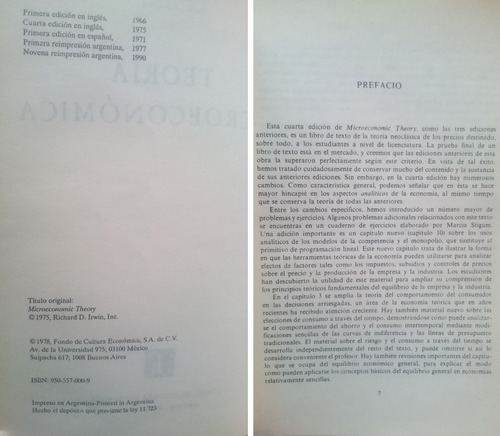 Primera edición en inglés, 1966
Cuarta edición en inglés, 1975
Primera edición en español, 1971
Primera reimpresión argentina, 1977
Novena reimpresión argentina, 1990
TEORÍA
MICROECONÓMICA
Título original:
Microeconomic Theory
©1975, Richard D. Irwin, Inc.
©1978, Fondo de Cultura Económica, S.A. de C.V.
Av. de la Universidad 975; 03100 México
Suipacha 617; 1008 Buenos Aires
ISBN: 950-557-000-9
Impreso en Argentina-Printed in Argentina
Hecho el depósito que previene la ley 11.723
PREFACIO
Esta cuarta edición de Microeconomic Theory, como las tres ediciones
anteriores, es un libro de texto de la teoría neoclásica de los precios destinado,
sobre todo, a los estudiantes a nivel de licenciatura. La prueba final de un
libro de texto está en el mercado, y creemos que las ediciones anteriores de esta
obra la superaron perfectamente según este criterio. En vista de tal éxito,
hemos tratado cuidadosamente de conservar mucho del contenido y la sustancia
de sus anteriores ediciones. Sin embargo, en la cuarta edición hay numerosos
cambios. Como característica general, podemos señalar que en ésta se hace
mayor hincapié en los aspectos analíticos de la economía, al mismo tiempo
que se conserva la teoría de todas las anteriores.
Entre los cambios específicos, hemos introducido un número mayor de
problemas y ejercicios. Algunos problemas adicionales relacionados con este texto
se encuentran en un cuaderno de ejercicios elaborado por Marcia Stigum.
Una adición importante es un capítulo nuevo (capítulo 10) sobre los usos
analíticos de los modelos de la competencia y el monopolio, que sustituye al
primitivo de programación lineal. Este nuevo capítulo trata de ilustrar la forma
en que las herramientas teóricas de la economía pueden utilizarse para analizar
efectos de factores tales como los impuestos, subsidios y controles de precios
sobre el precio y la producción de la empresa y la industria. Los estudiantes
han descubierto la utilidad de este material para ampliar su comprensión de
los principios teóricos fundamentales del equilibrio de la empresa y la industria.
En el capítulo 3 se amplía la teoría del comportamiento del consumidor
en las decisiones arriesgadas, un área de la economía teórica que en años
recientes ha recibido atención creciente. Hay también material nuevo sobre las
elecciones de consumo a través del tiempo, demostrándose cómo puede analizar-
se el comportamiento del ahorro y el consumo intertemporal mediante modi-
ficaciones sencillas de las curvas de indiferencia y las líneas de presupuestos
tradicionales. El material sobre el riesgo y el consumo a través del tiempo se
desarrolla independientemente del resto del texto, y puede omitirse si así lo
considera conveniente el profesor. Hay también revisiones importantes del capítu-
lo que se ocupa del equilibrio económico general, para explicar el modo
como pueden aplicarse los conceptos básicos del equilibrio general en economías
relativamente sencillas.
7